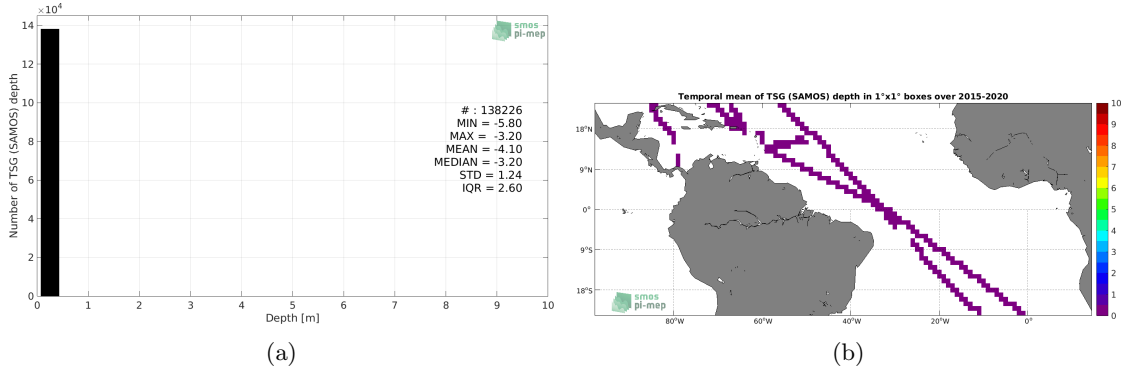 ×10⁴
14
12
10
8
6
4
2
0
Number of TSG (SAMOS) depth
smos
pi-mep
# : 138226
MIN = -5.80
MAX = -3.20
MEAN = -4.10
MEDIAN = -3.20
STD = 1.24
IQR = 2.60
0 1 2 3 4 5 6 7 8 9 10
Depth [m]
(a)
Temporal mean of TSG (SAMOS) depth in 1°x1° boxes over 2015-2020
18°N
9°N
0°
9°S
18°S
80°W 60°W 40°W 20°W 0°
smos
pi-mep
10
9
8
7
6
5
4
3
2
1
0
(b)